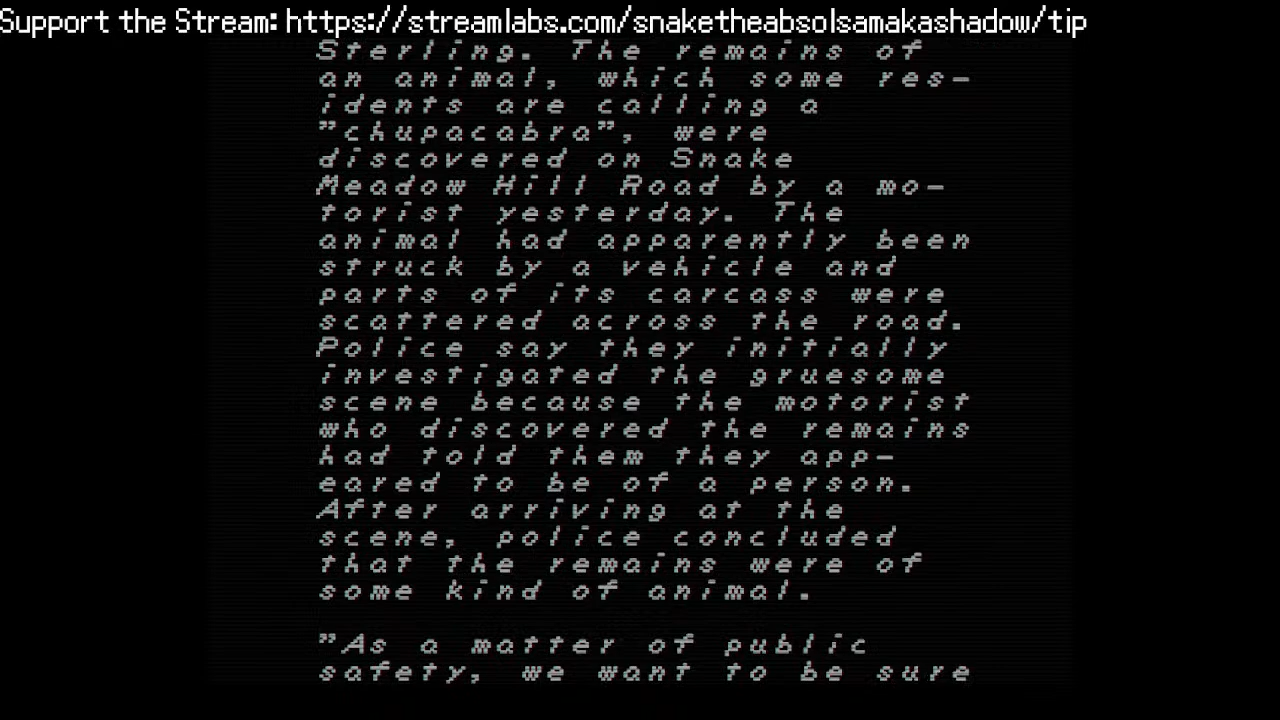 Support the Stream: https://streamlabs.com/snaketheabsolsamakashadow/tip
Sterling. The remains of
an animal, which some res-
idents are calling a
"chupacabra", were
discovered on Snake
Meadow Hill Road by a mo-
torist yesterday. The
animal had apparently been
struck by a vehicle and
parts of its carcass were
scattered across the road.
Police say they initially
investigated the gruesome
scene because the motorist
who discovered the remains
had told them they app-
eared to be of a person.
After arriving at the
scene, police concluded
that the remains were of
some kind of animal.
"As a matter of public
safety, we want to be sure